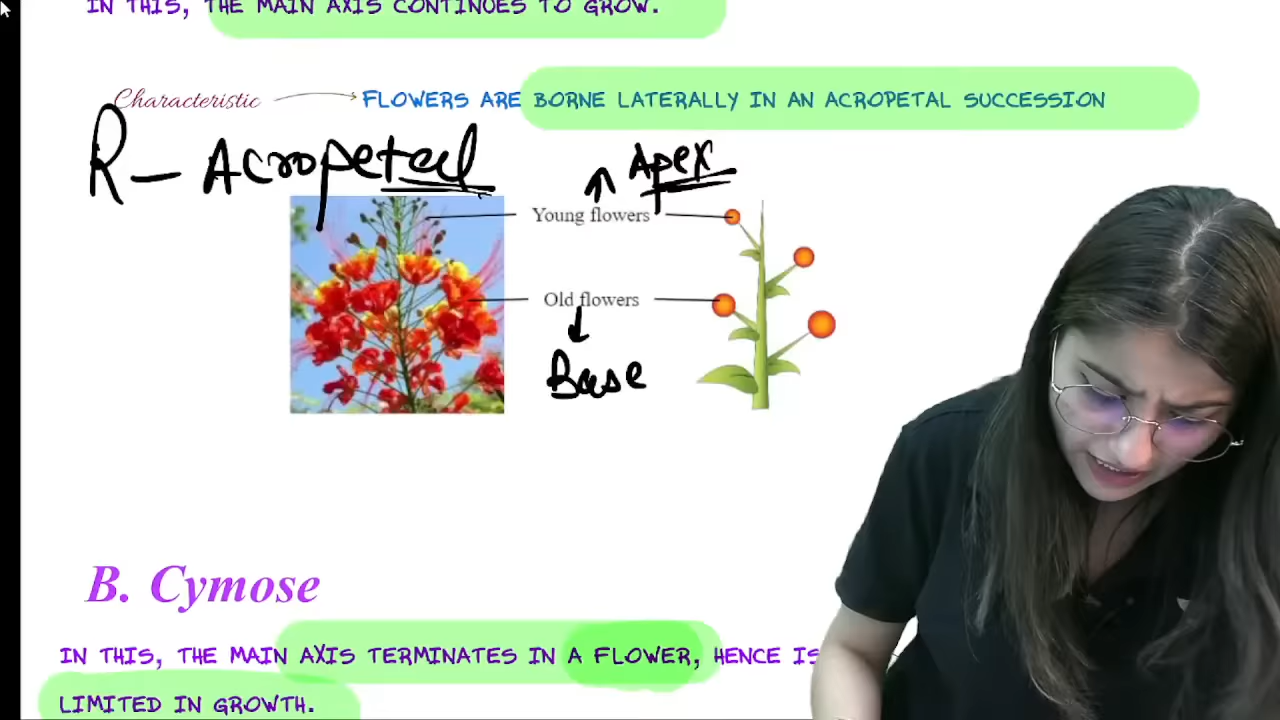 IN THIS, THE MAIN AXIS CONTINUES TO GROW.
Characteristic FLOWERS ARE BORNE LATERALLY IN AN ACROPETAL SUCCESSION
R - Acropetal
Apex
Young flowers
Old flowers
Base
B. Cymose
IN THIS, THE MAIN AXIS TERMINATES IN A FLOWER, HENCE IS
LIMITED IN GROWTH.